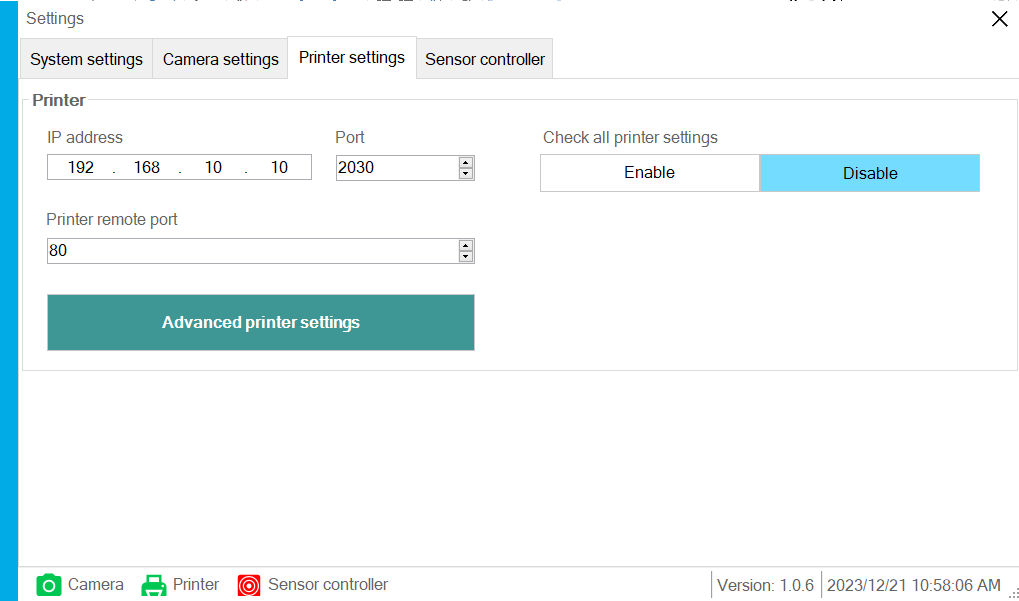 Settings
System settings Camera settings Printer settings Sensor controller
Printer
IP address Port Check all printer settings
192 . 168 . 10 . 10 2030 Enable Disable
Printer remote port
80
Advanced printer settings
Camera Printer Sensor controller Version: 1.0.6 2023/12/21 10:58:06 AM